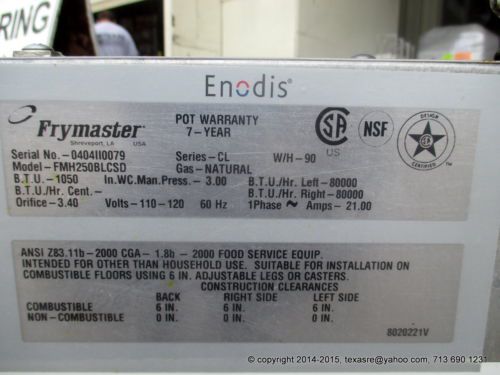 RING
Enodis®
Frymaster
Shreveport, LA USA
POT WARRANTY
7-YEAR
CSA
US
NSF
DESIGN
CERTIFIED
Serial No.-0404II0079 Series-CL W/H-90
Model-FMH250BLCSD Gas-NATURAL
B.T.U.-1050 In.WC.Man.Press.- 3.00 B.T.U./Hr. Left-80000
B.T.U./Hr. Right-80000
Orifice-3.40 Volts-110-120 60 Hz 1Phase ~ Amps-21.00
ANSI Z83.11b-2000 CGA-1.8b-2000 FOOD SERVICE EQUIP.
INTENDED FOR OTHER THAN HOUSEHOLD USE. SUITABLE FOR INSTALLATION ON
COMBUSTIBLE FLOORS USING 6 IN. ADJUSTABLE LEGS OR CASTERS.
CONSTRUCTION CLEARANCES
BACK RIGHT SIDE LEFT SIDE
COMBUSTIBLE 6 IN. 6 IN. 6 IN.
NON-COMBUSTIBLE 0 IN. 0 IN. 0 IN.
8020221V
© copyright 2014-2015, texasre@yahoo.com, 713 690 1231